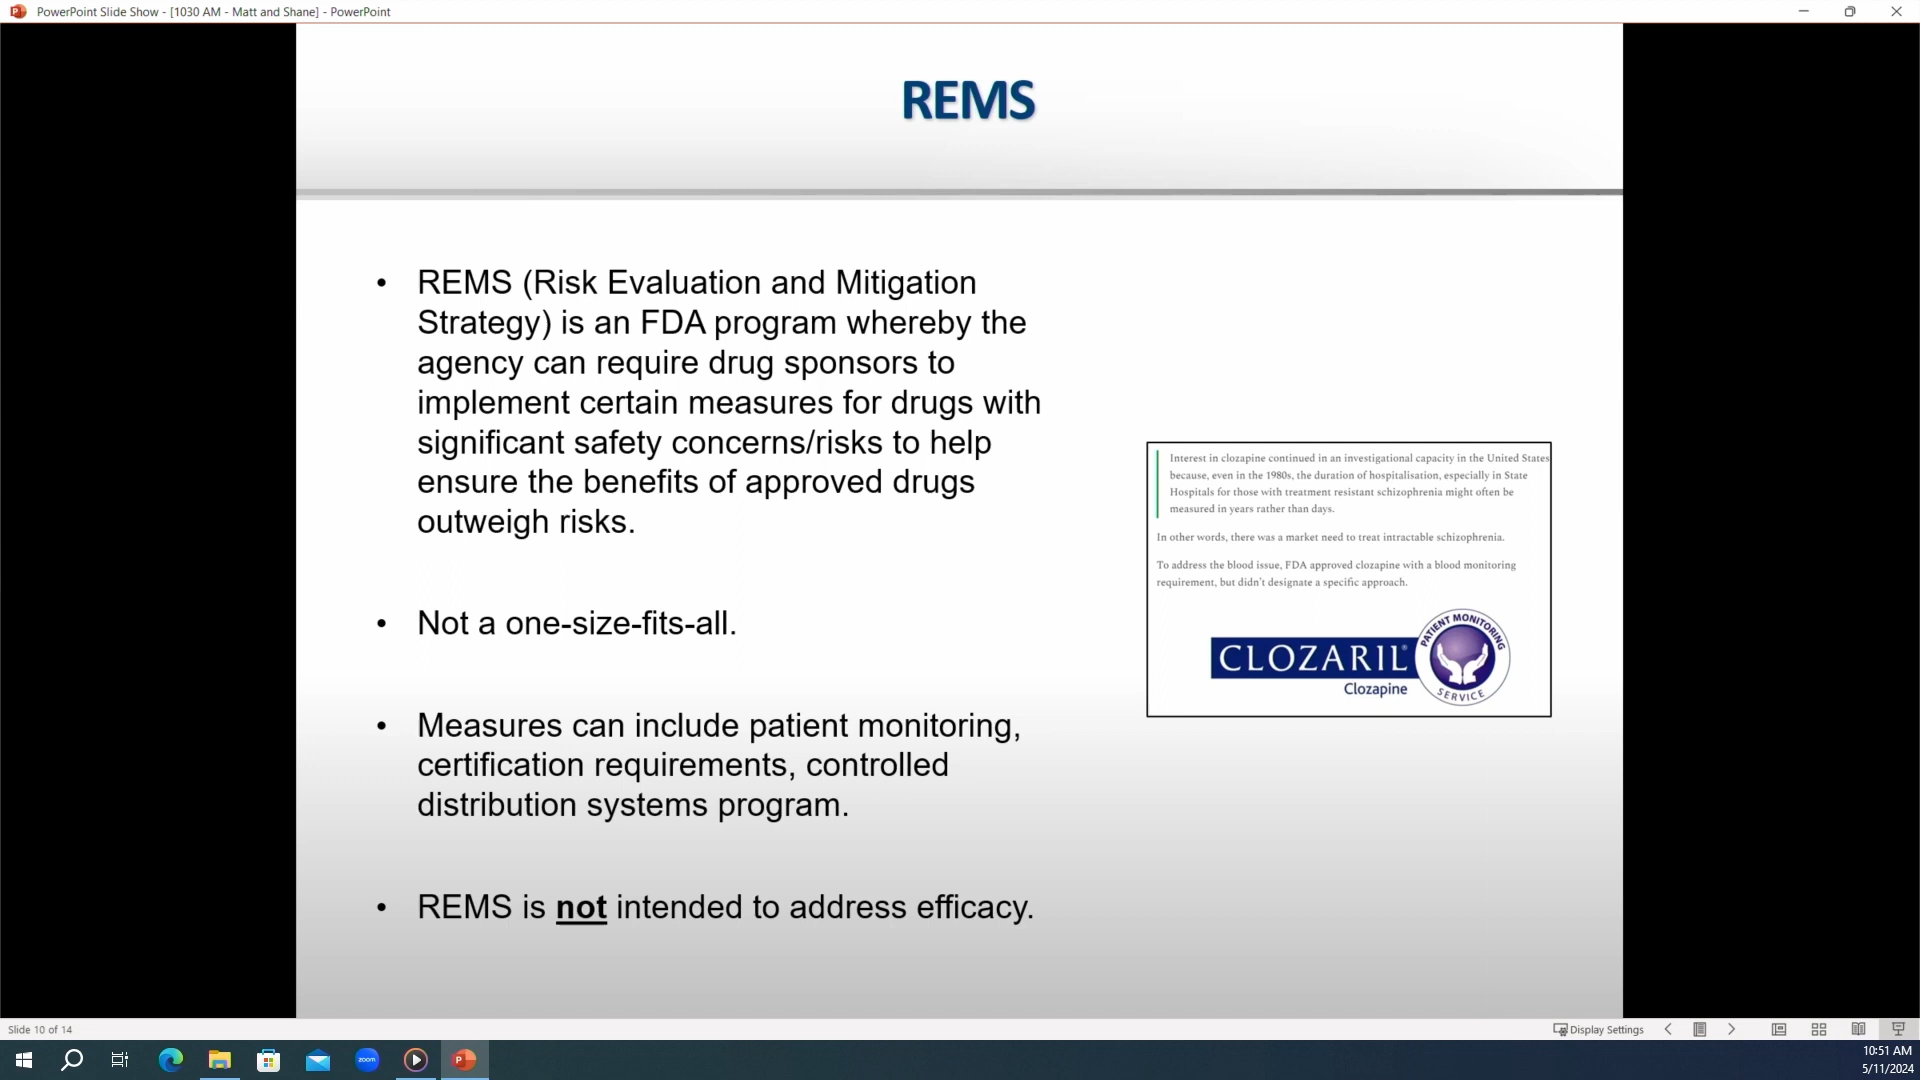 PowerPoint Slide Show - [1030 AM - Matt and Shane] - PowerPoint
REMS
• REMS (Risk Evaluation and Mitigation
Strategy) is an FDA program whereby the
agency can require drug sponsors to
implement certain measures for drugs with
significant safety concerns/risks to help
ensure the benefits of approved drugs
outweigh risks.
• Not a one-size-fits-all.
• Measures can include patient monitoring,
certification requirements, controlled
distribution systems program.
• REMS is not intended to address efficacy.
Interest in clozapine continued in an investigational capacity in the United States
because, even in the 1980s, the duration of hospitalisation, especially in State
Hospitals for those with treatment resistant schizophrenia might often be
measured in years rather than days.
In other words, there was a market need to treat intractable schizophrenia.
To address the blood issue, FDA approved clozapine with a blood monitoring
requirement, but didn't designate a specific approach.
CLOZARIL®
Clozapine
PATIENT MONITORING
SERVICE
Slide 10 of 14
Display Settings
zoom
10:51 AM
5/11/2024